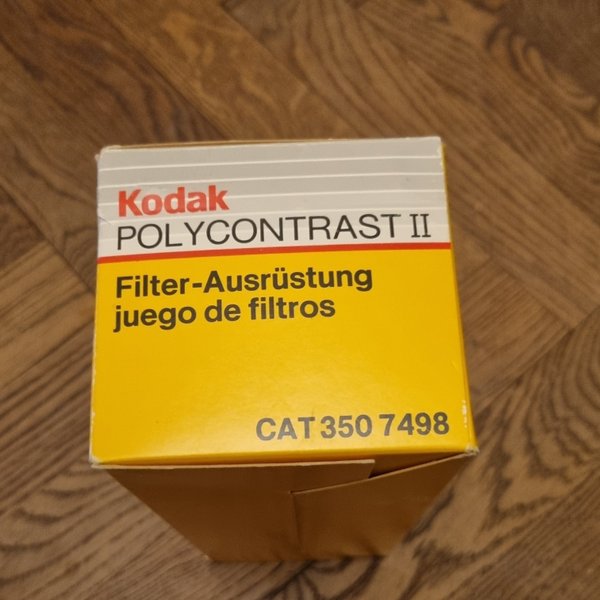 Kodak
POLYCONTRAST II
Filter-Ausrüstung
juego de filtros
CAT 350 7498